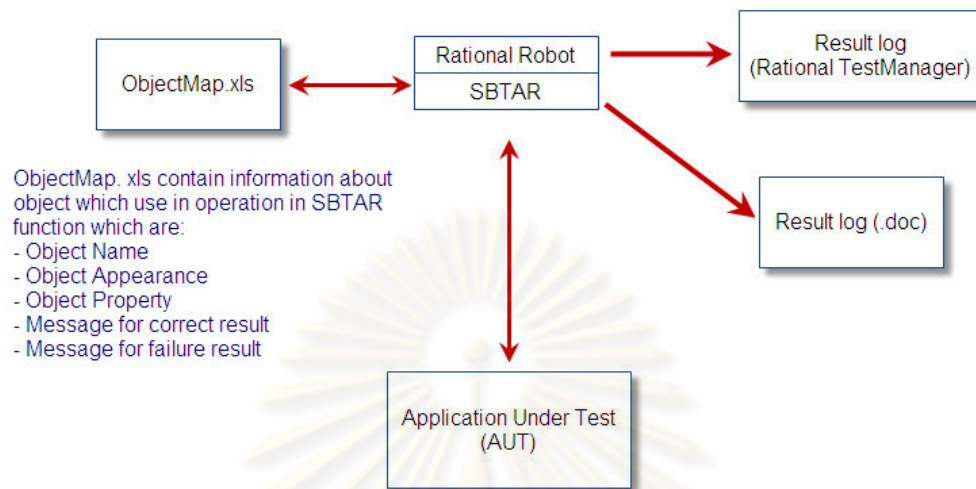 ObjectMap.xls
Rational Robot
SBTAR
Result log
(Rational TestManager)
ObjectMap. xls contain information about
object which use in operation in SBTAR
function which are:
- Object Name
- Object Appearance
- Object Property
- Message for correct result
- Message for failure result
Result log (.doc)
Application Under Test
(AUT)